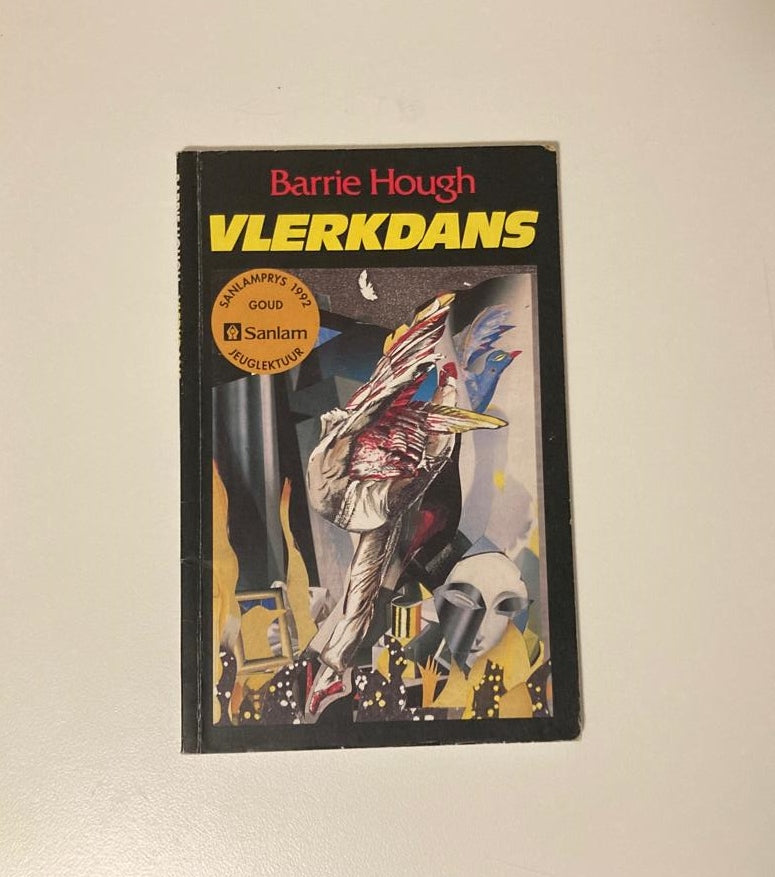 Barrie Hough
VLERKDANS
SANLAMPRYS 1992
GOUD
Sanlam
JEUGLEKTUUR